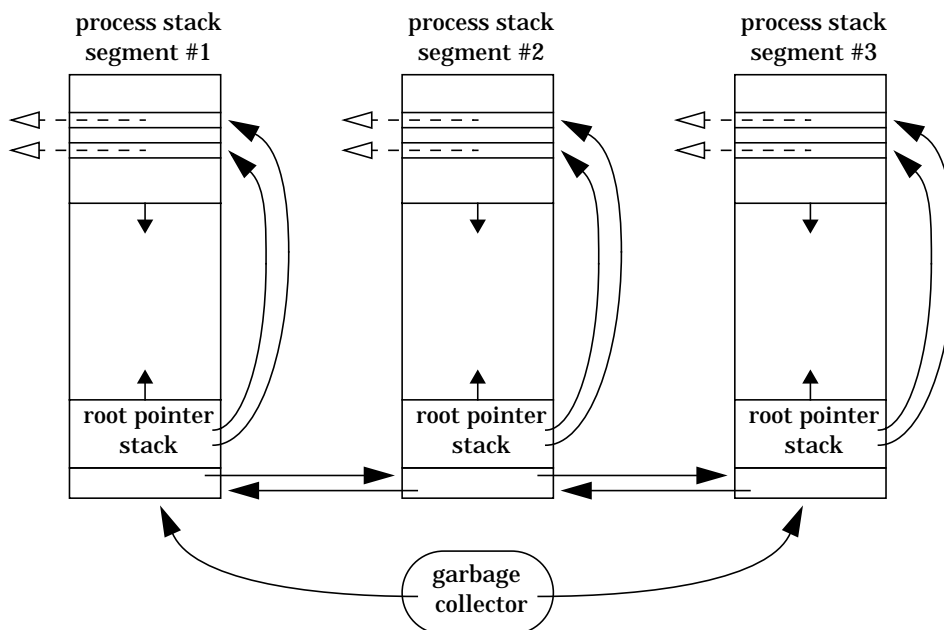 process stack
segment #1
process stack
segment #2
process stack
segment #3
root pointer
stack
root pointer
stack
root pointer
stack
garbage
collector